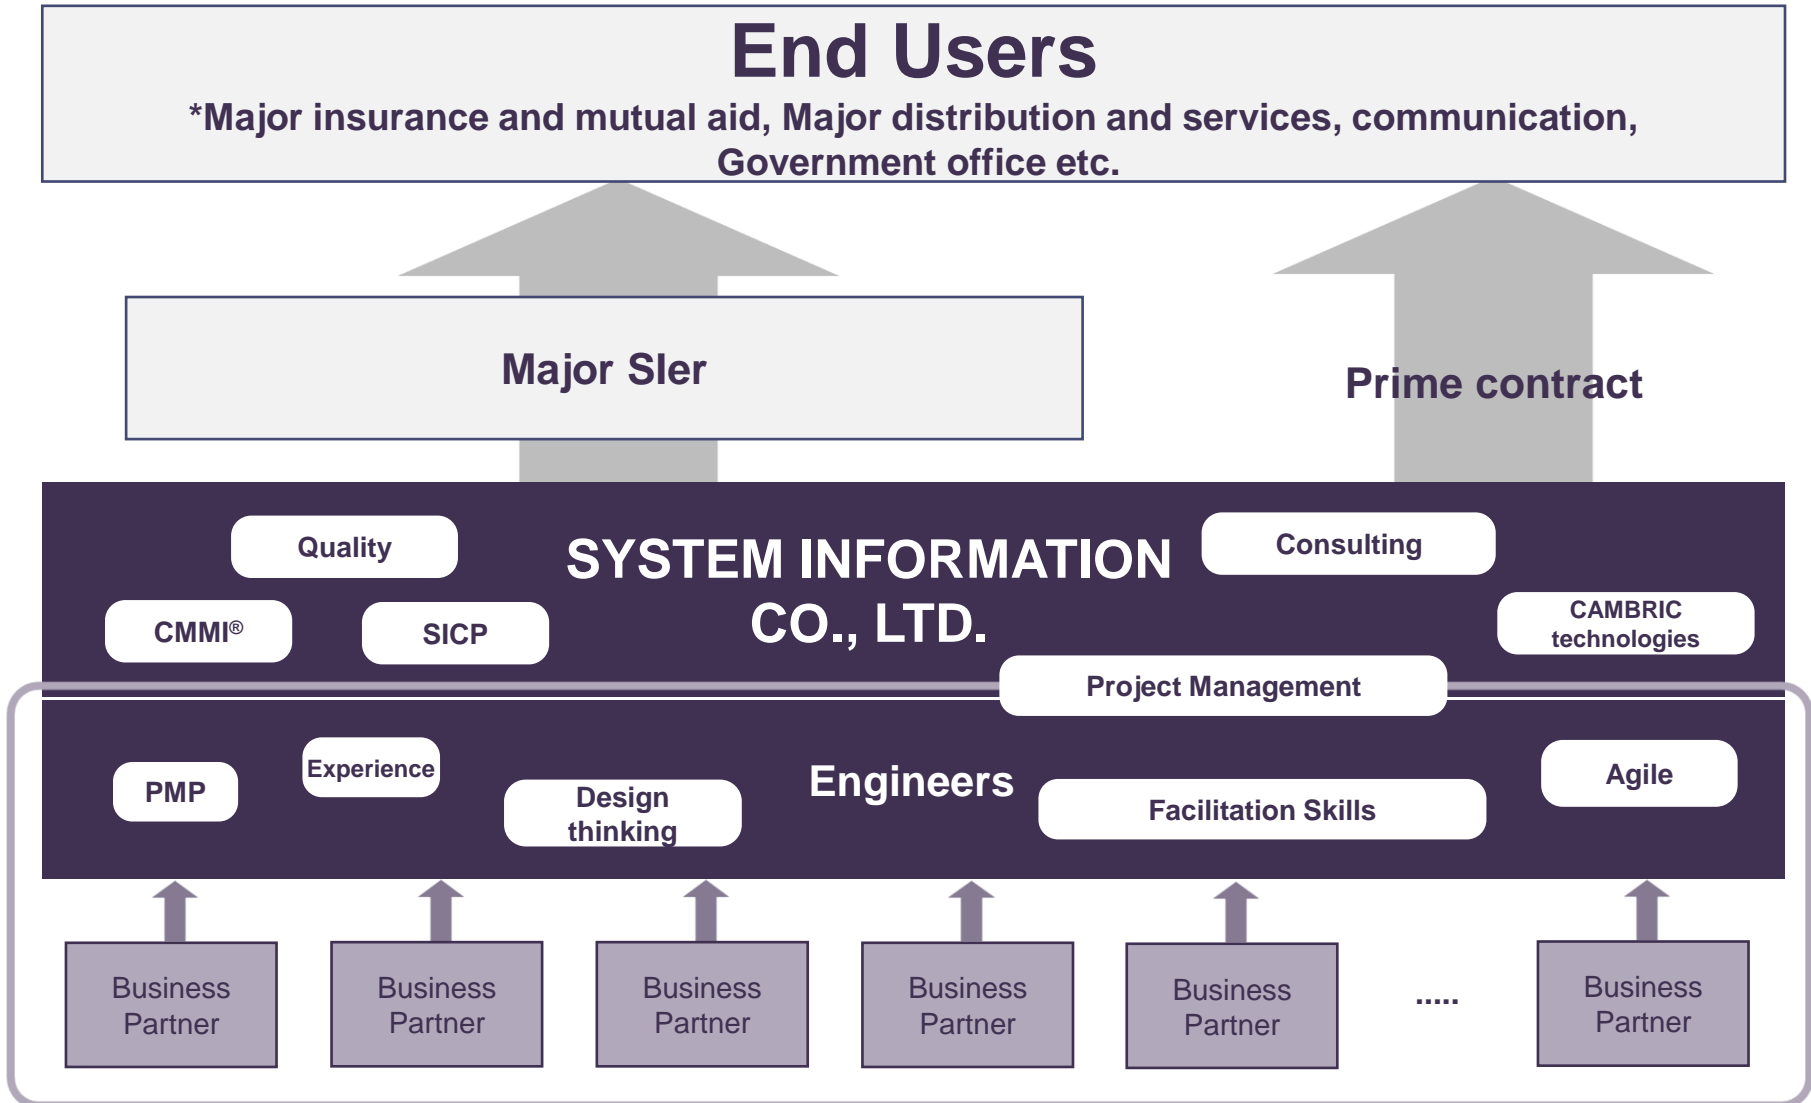 End Users
*Major insurance and mutual aid, Major distribution and services, communication,
Government office etc.
Major SIer
Prime contract
Quality
SYSTEM INFORMATION
CO., LTD.
Consulting
CMMI®
SICP
CAMBRIC
technologies
Project Management
PMP
Experience
Design
thinking
Engineers
Facilitation Skills
Agile
Business
Partner
Business
Partner
Business
Partner
Business
Partner
Business
Partner
.....
Business
Partner